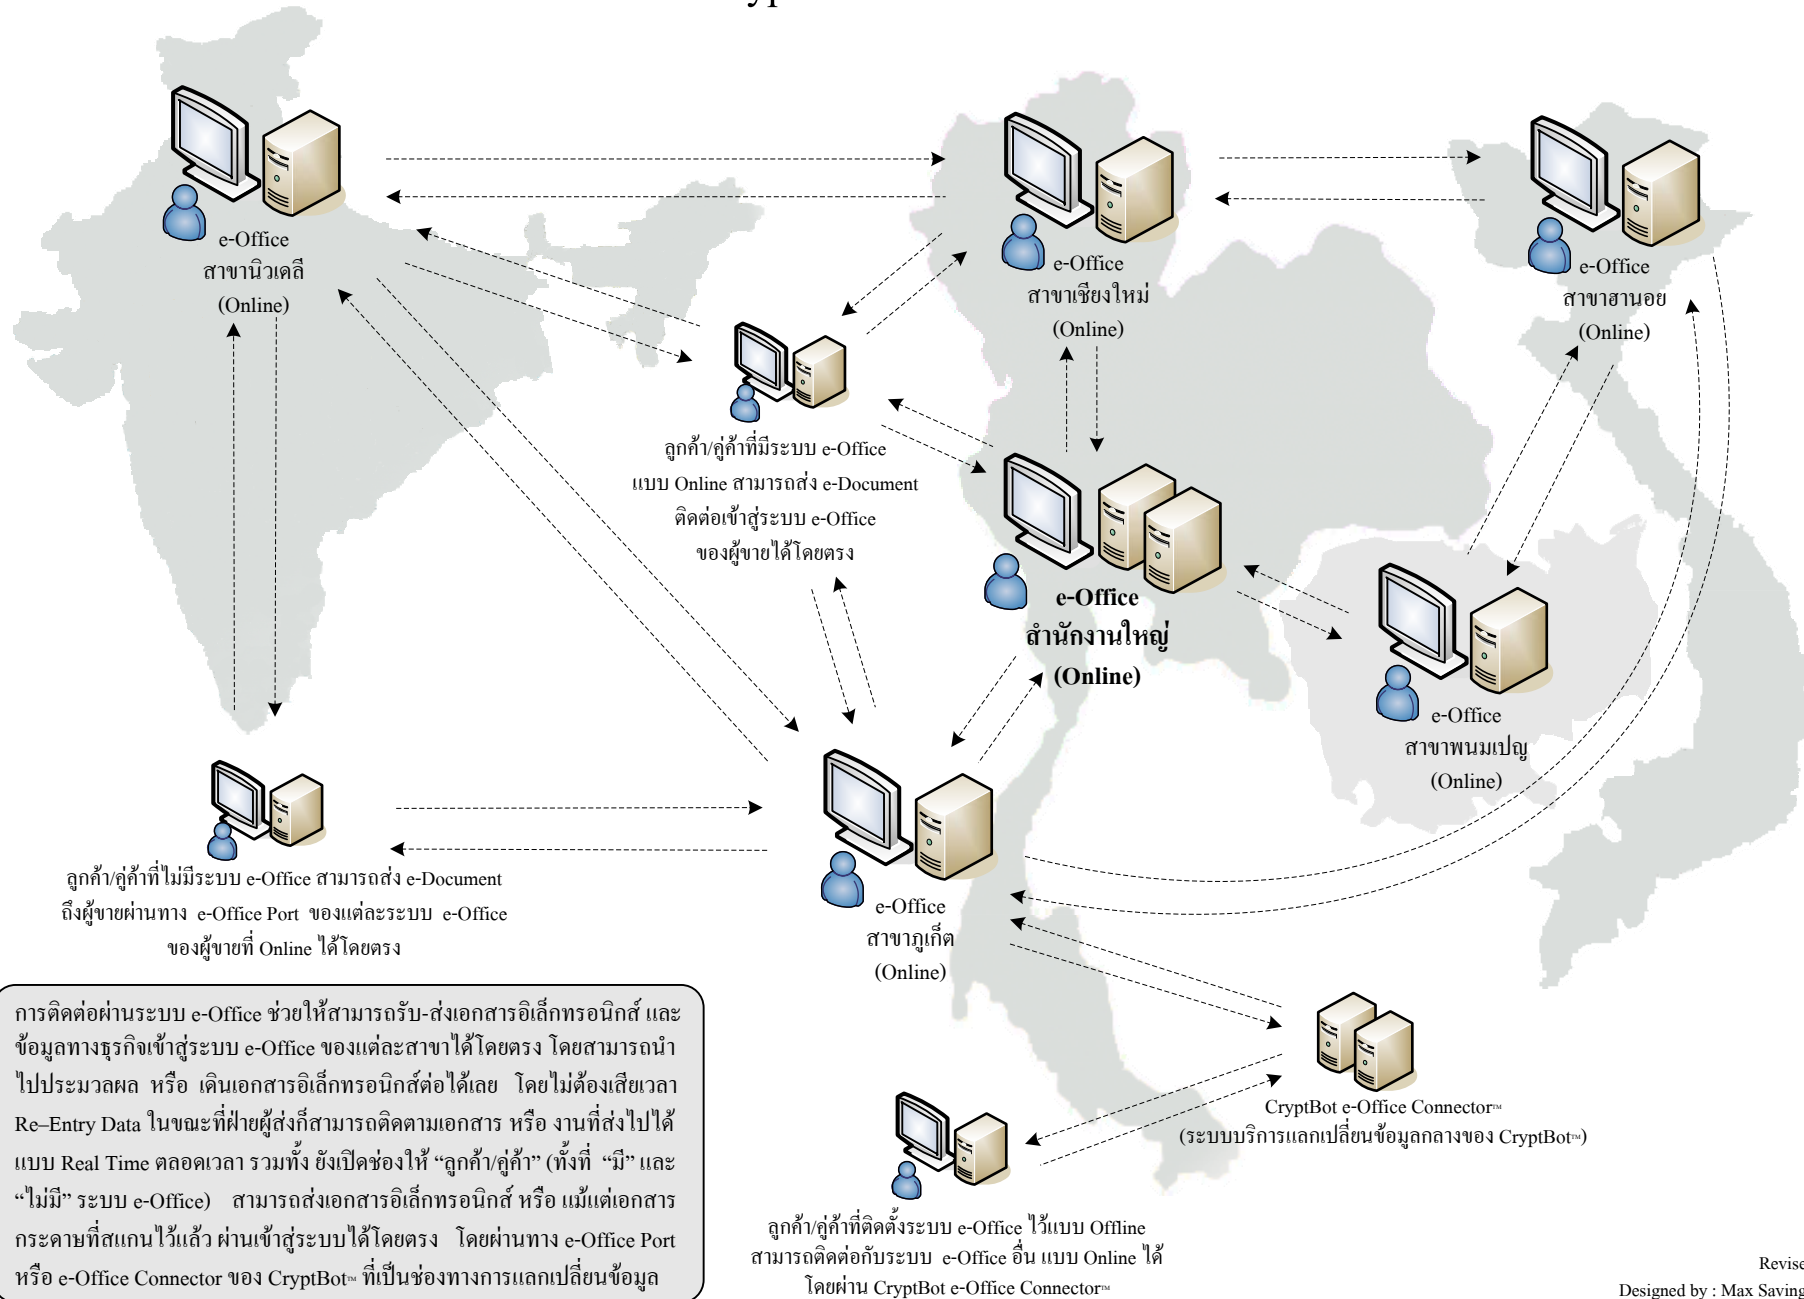 e-Office
สาขานิวเดลี
(Online)
e-Office
สาขาเชียงใหม่
(Online)
e-Office
สาขาฮานอย
(Online)
ลูกค้า/คู่ค้าที่มีระบบ e-Office
แบบ Online สามารถส่ง e-Document
ติดต่อเข้าสู่ระบบ e-Office
ของผู้ขายได้โดยตรง
e-Office
สำนักงานใหญ่
(Online)
e-Office
สาขาพนมเปญ
(Online)
ลูกค้า/คู่ค้าที่ไม่มีระบบ e-Office สามารถส่ง e-Document
ถึงผู้ขายผ่านทาง e-Office Port ของแต่ละระบบ e-Office
ของผู้ขายที่ Online ได้โดยตรง
e-Office
สาขาภูเก็ต
(Online)
การติดต่อผ่านระบบ e-Office ช่วยให้สามารถรับ-ส่งเอกสารอิเล็กทรอนิกส์ และ
ข้อมูลทางธุรกิจเข้าสู่ระบบ e-Office ของแต่ละสาขาได้โดยตรง โดยสามารถนำ
ไปประมวลผล หรือ เดินเอกสารอิเล็กทรอนิกส์ต่อได้เลย โดยไม่ต้องเสียเวลา
Re–Entry Data ในขณะที่ฝ่ายผู้ส่งก็สามารถติดตามเอกสาร หรือ งานที่ส่งไปได้
แบบ Real Time ตลอดเวลา รวมทั้ง ยังเปิดช่องให้ “ลูกค้า/คู่ค้า” (ทั้งที่ “มี” และ
“ไม่มี” ระบบ e-Office) สามารถส่งเอกสารอิเล็กทรอนิกส์ หรือ แม้แต่เอกสาร
กระดาษที่สแกนไว้แล้ว ผ่านเข้าสู่ระบบได้โดยตรง โดยผ่านทาง e-Office Port
หรือ e-Office Connector ของ CryptBot™ ที่เป็นช่องทางการแลกเปลี่ยนข้อมูล
CryptBot e-Office Connector™
(ระบบบริการแลกเปลี่ยนข้อมูลกลางของ CryptBot™)
ลูกค้า/คู่ค้าที่ติดตั้งระบบ e-Office ไว้แบบ Offline
สามารถติดต่อกับระบบ e-Office อื่น แบบ Online ได้
โดยผ่าน CryptBot e-Office Connector™
Revise
Designed by : Max Saving